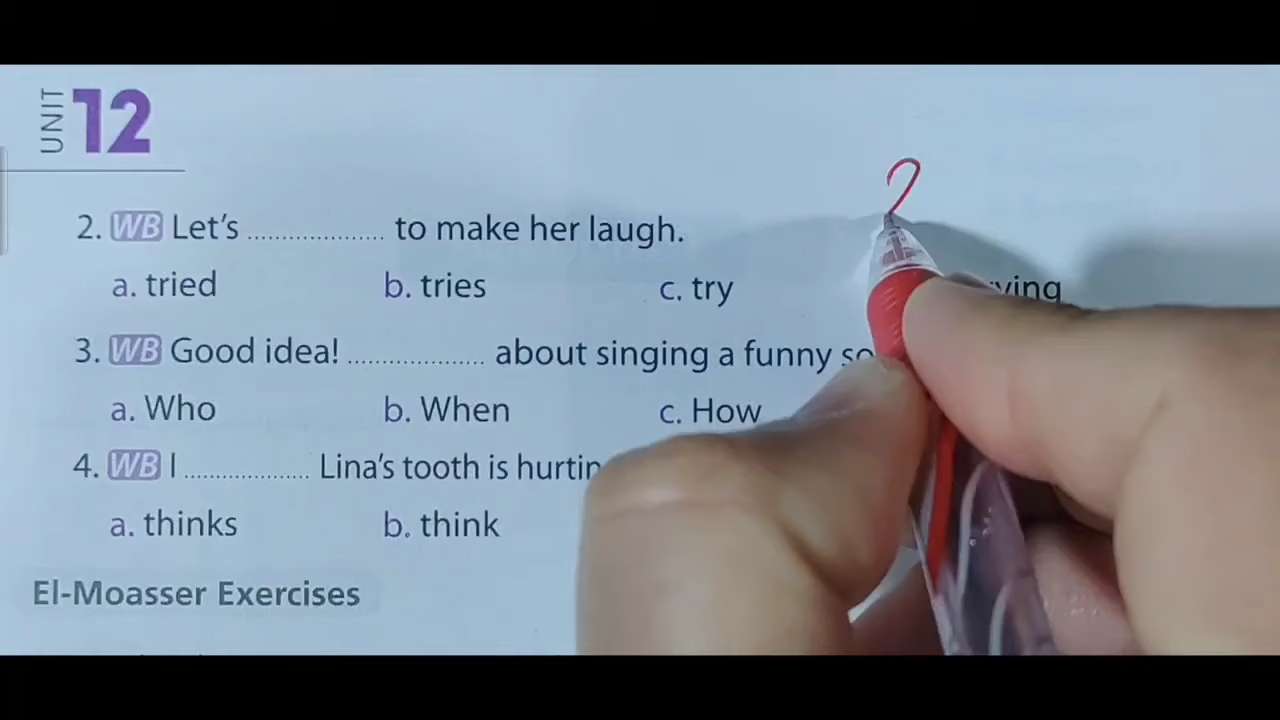 UNIT 12
2. WB Let's .................... to make her laugh.
a. tried b. tries c. try
3. WB Good idea! .................... about singing a funny
a. Who b. When c. How
4. WB I .................. Lina's tooth is
a. thinks b. think
El-Moasser Exercises